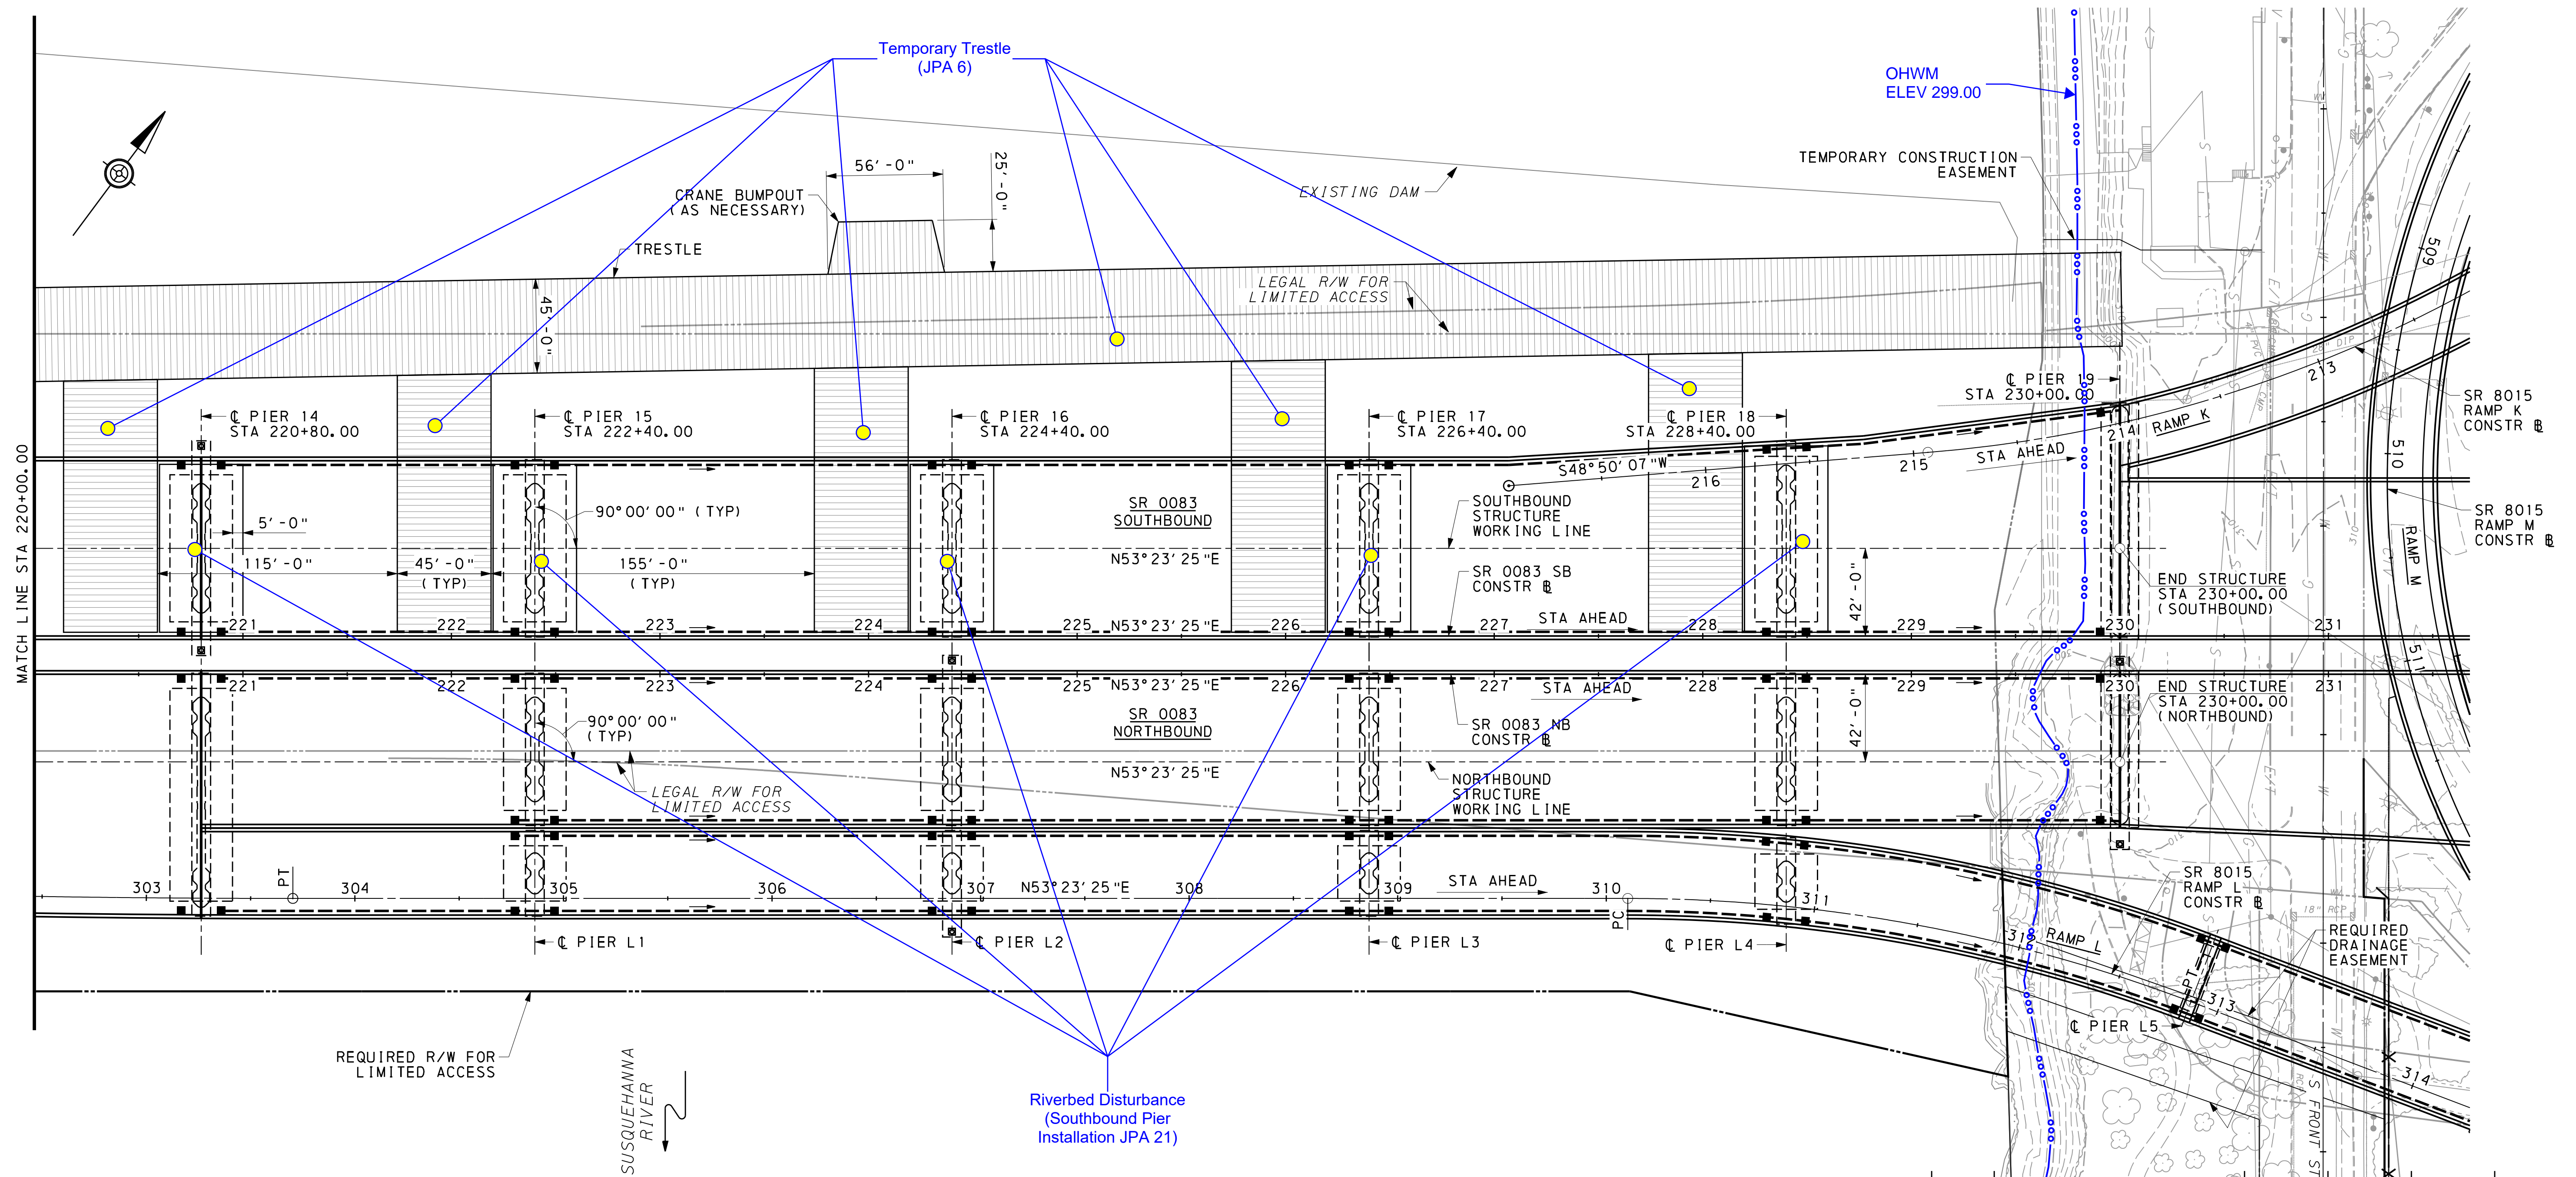 Temporary Trestle
(JPA 6)
OHWM
ELEV 299.00
TEMPORARY CONSTRUCTION
EASEMENT
56'-0"
25'-0"
CRANE BUMPOUT
(AS NECESSARY)
EXISTING DAM
TRESTLE
45'-0"
LEGAL R/W FOR
LIMITED ACCESS
℄ PIER 14
STA 220+80.00
℄ PIER 15
STA 222+40.00
℄ PIER 16
STA 224+40.00
℄ PIER 17
STA 226+40.00
℄ PIER 18
STA 228+40.00
℄ PIER 19
STA 230+00.00
213
214
RAMP K
509
510
511
SR 8015
RAMP K
CONSTR ℄
SR 8015
RAMP M
CONSTR ℄
RAMP M
MATCH LINE STA 220+00.00
S48°50'07"W
216
215
STA AHEAD
5'-0"
90°00'00" (TYP)
SR 0083
SOUTHBOUND
SOUTHBOUND
STRUCTURE
WORKING LINE
115'-0"
45'-0"
(TYP)
155'-0"
(TYP)
N53°23'25"E
SR 0083 SB
CONSTR ℄
42'-0"
END STRUCTURE
STA 230+00.00
(SOUTHBOUND)
221
222
223
224
225
N53°23'25"E
226
227
STA AHEAD
228
229
230
231
221
222
223
224
225
N53°23'25"E
226
227
STA AHEAD
228
229
230
231
END STRUCTURE
STA 230+00.00
(NORTHBOUND)
90°00'00"
(TYP)
SR 0083
NORTHBOUND
SR 0083 NB
CONSTR ℄
42'-0"
N53°23'25"E
LEGAL R/W FOR
LIMITED ACCESS
NORTHBOUND
STRUCTURE
WORKING LINE
303
PT
304
305
306
307
N53°23'25"E
308
309
STA AHEAD
310
PC
311
RAMP L
SR 8015
RAMP L
CONSTR ℄
18" RCP
REQUIRED
DRAINAGE
EASEMENT
℄ PIER L1
℄ PIER L2
℄ PIER L3
℄ PIER L4
PT
313
℄ PIER L5
314
REQUIRED R/W FOR
LIMITED ACCESS
SUSQUEHANNA
RIVER
Riverbed Disturbance
(Southbound Pier
Installation JPA 21)
S FRONT ST